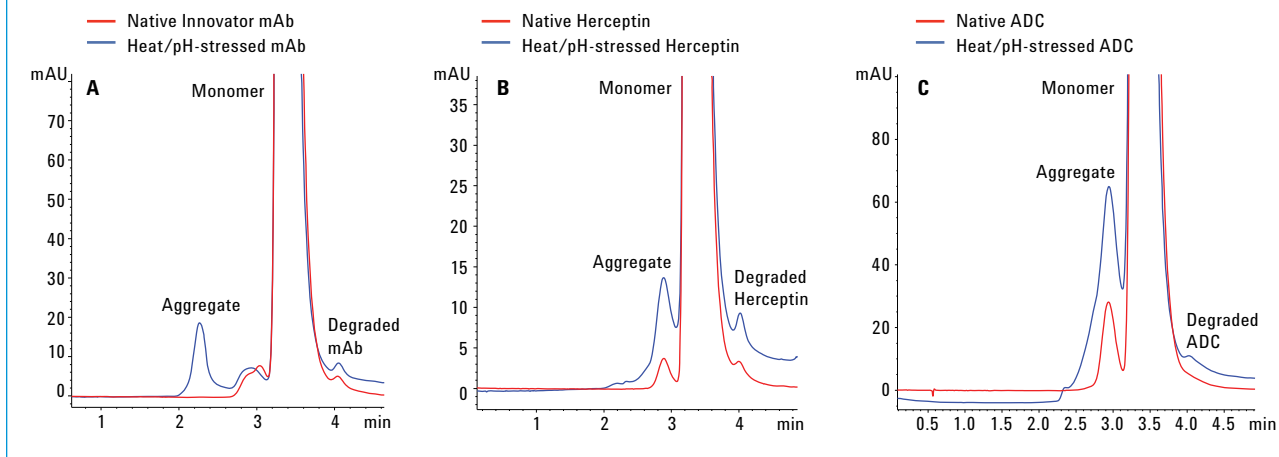 Native Innovator mAb
Heat/pH-stressed mAb
mAU
A
Monomer
70
60
50
40
30
20
10
0
Aggregate
Degraded
mAb
1
2
3
4
min
Native Herceptin
Heat/pH-stressed Herceptin
mAU
B
Monomer
35
30
25
20
15
10
5
0
Aggregate
Degraded
Herceptin
1
2
3
4
min
Native ADC
Heat/pH-stressed ADC
mAU
C
Monomer
80
60
40
20
0
Aggregate
Degraded
ADC
0.5
1.0
1.5
2.0
2.5
3.0
3.5
4.0
4.5
min